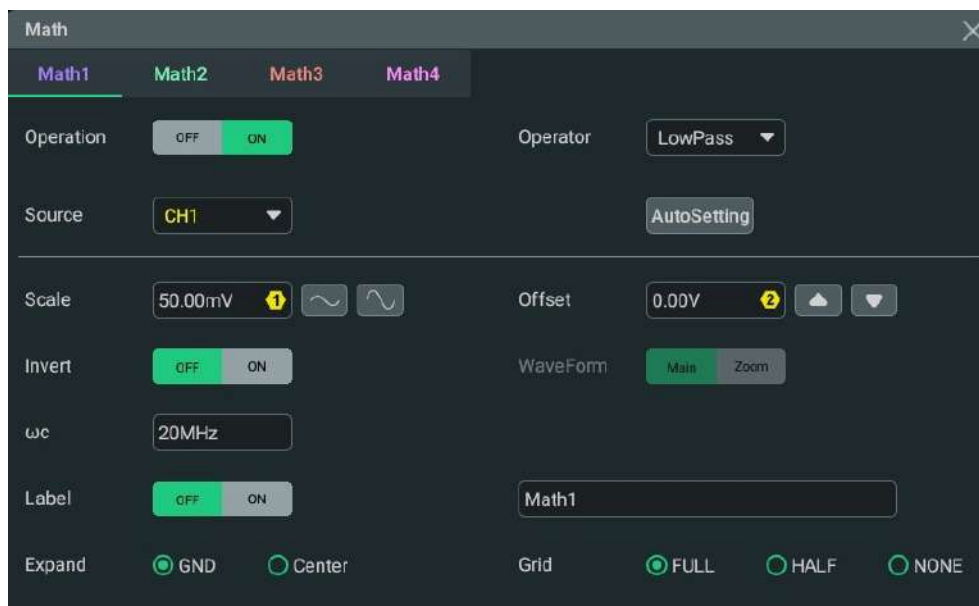 Math
Math1 Math2 Math3 Math4
Operation OFF ON Operator LowPass
Source CH1 AutoSetting
Scale 50.00mV 1 Offset 0.00V 2
Invert OFF ON WaveForm Main Zoom
ωc 20MHz
Label OFF ON Math1
Expand GND Center Grid FULL HALF NONE